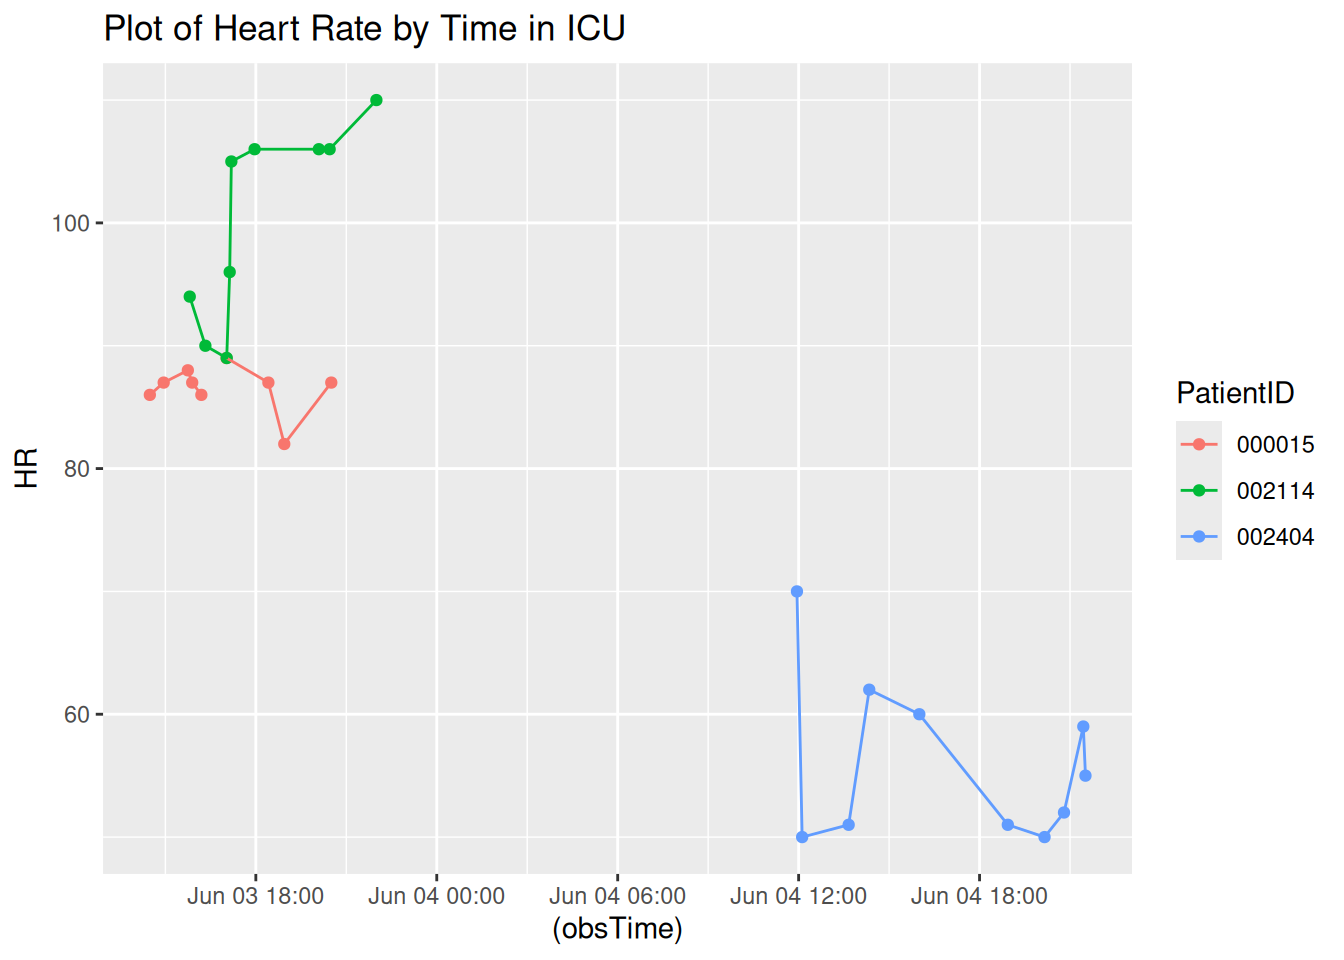 Plot of Heart Rate by Time in ICU
HR
100
80
60
Jun 03 18:00 Jun 04 00:00 Jun 04 06:00 Jun 04 12:00 Jun 04 18:00
(obsTime)
PatientID
000015
002114
002404